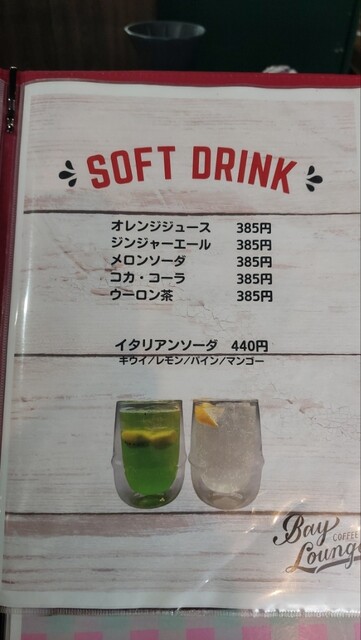 SOFT DRINK
オレンジジュース 385円
ジンジャーエール 385円
メロンソーダ 385円
コカ・コーラ 385円
ウーロン茶 385円
イタリアンソーダ 440円
キウイ/レモン/パイン/マンゴー
Bay
COFFEE
Lounge